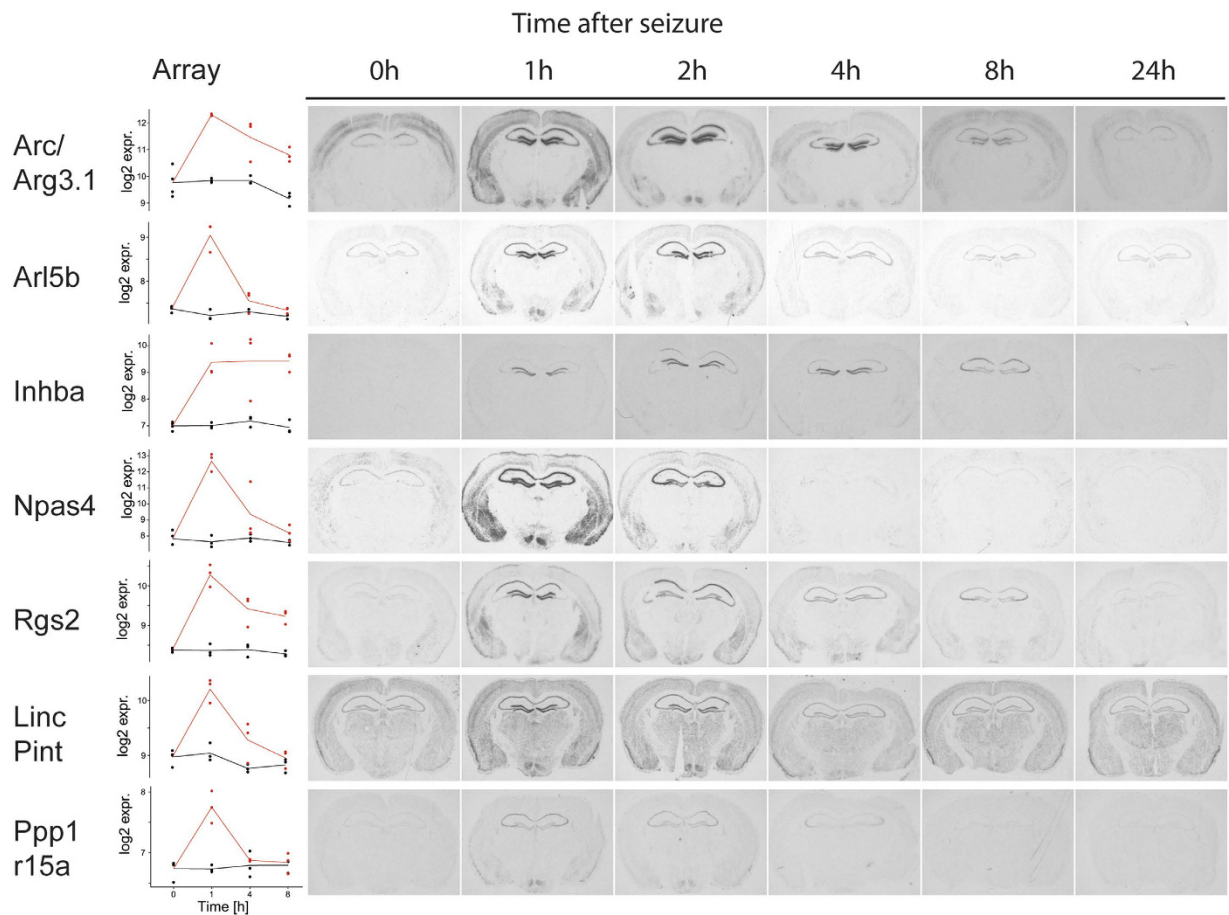 Time after seizure
Array 0h 1h 2h 4h 8h 24h
Arc/
Arg3.1
log2 expr.
12
11
10
9
Arl5b
log2 expr.
9
8
Inhba
log2 expr.
10
9
8
7
Npas4
log2 expr.
13
12
11
10
9
8
Rgs2
log2 expr.
10
9
Linc
Pint
log2 expr.
10
9
Ppp1
r15a
log2 expr.
8
7
0 1 4 8
Time [h]